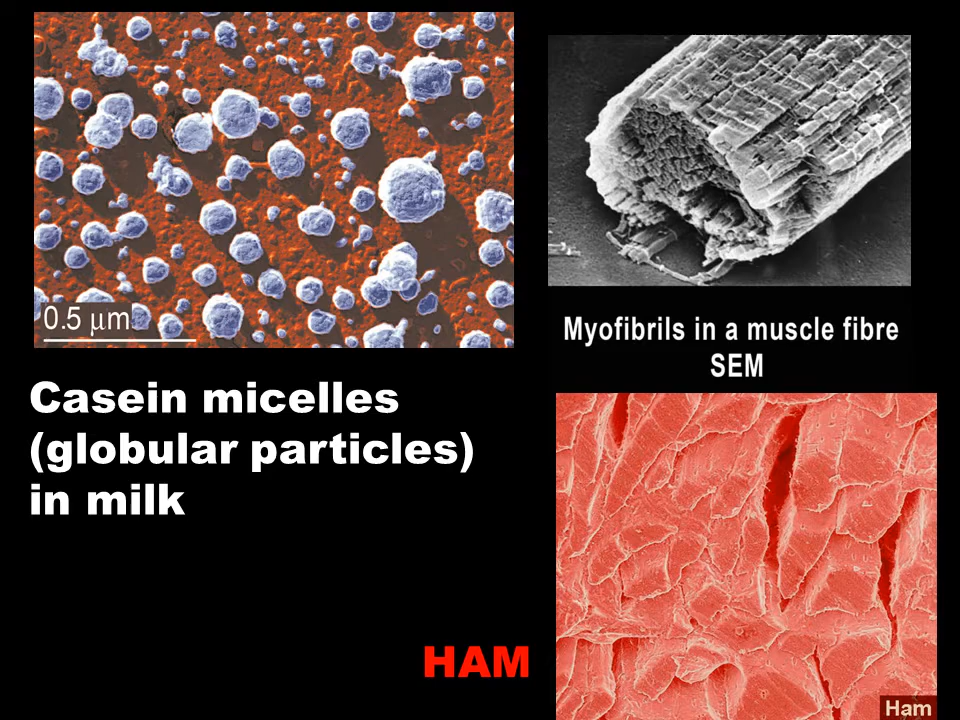 0.5 μm
Casein micelles
(globular particles)
in milk
Myofibrils in a muscle fibre
SEM
HAM
Ham